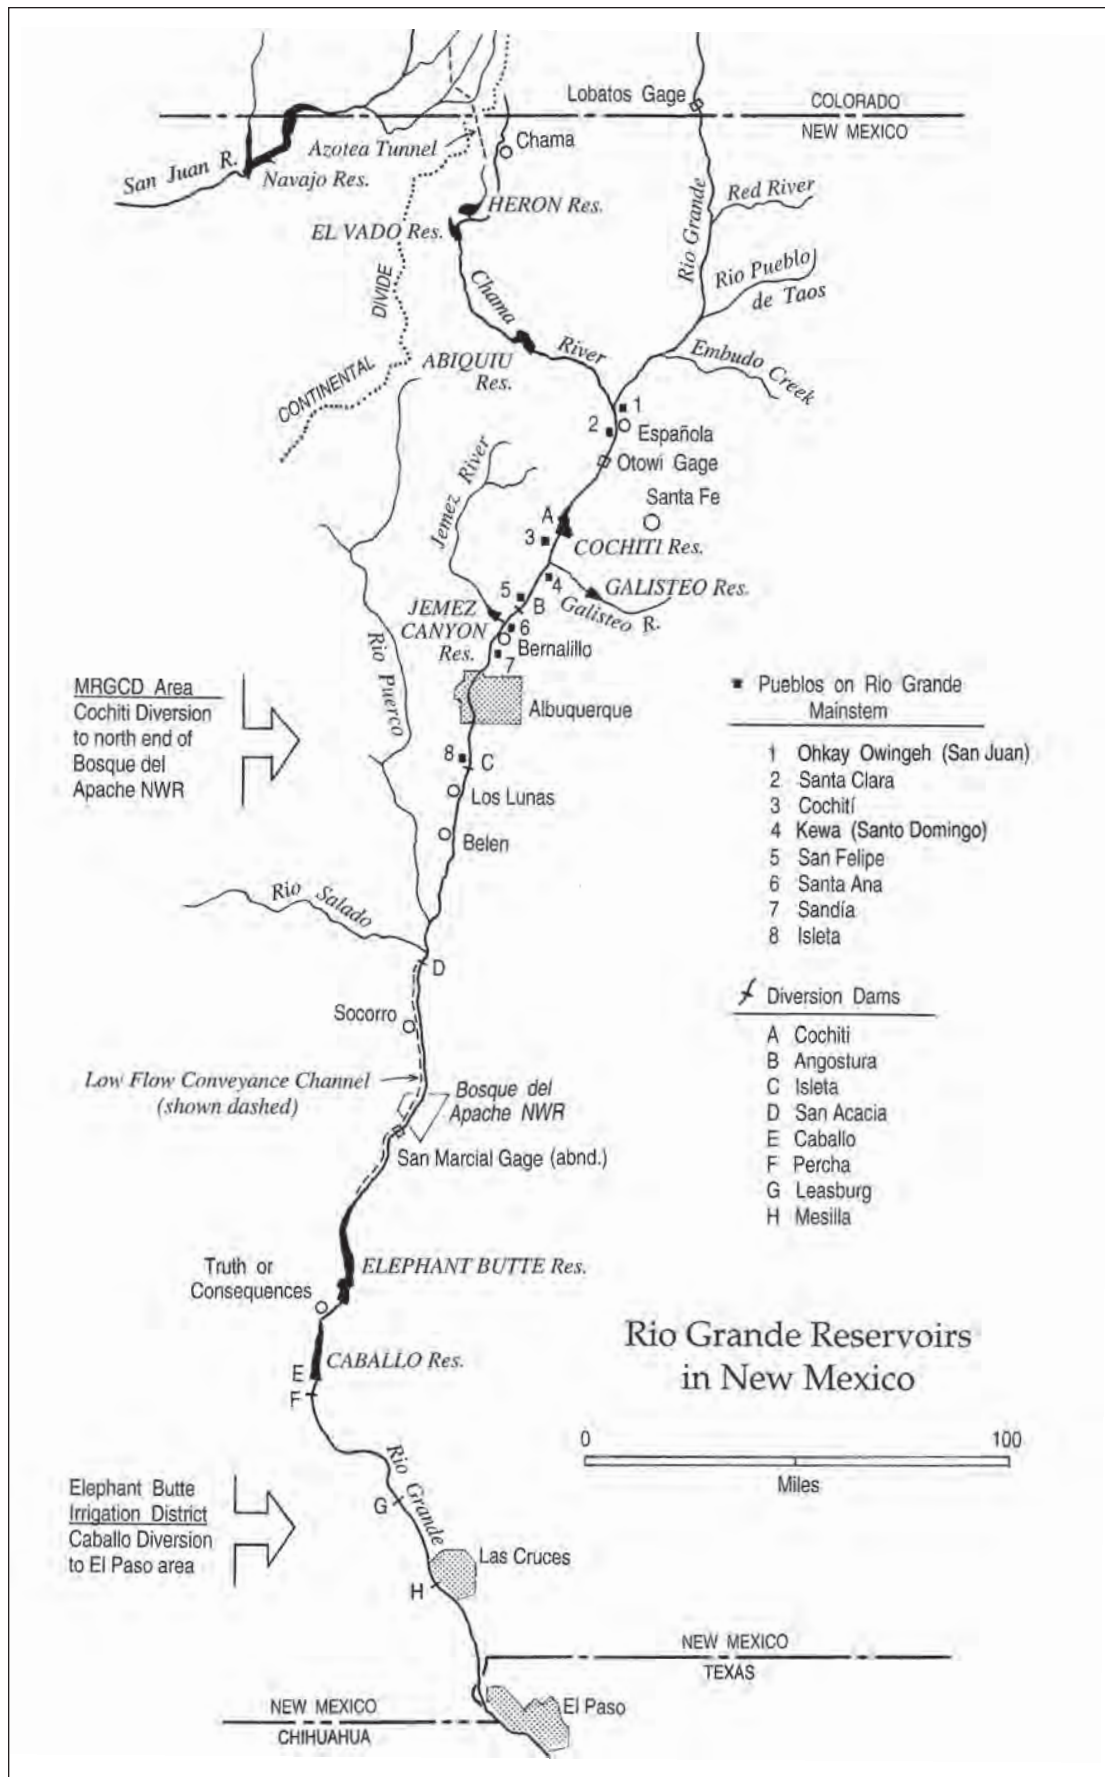 Lobatos Gage
COLORADO
NEW MEXICO
Azotea Tunnel
Chama
San Juan R.
Navajo Res.
HERON Res.
EL VADO Res.
Rio Grande
Red River
Rio Pueblo
de Taos
DIVIDE
CONTINENTAL
Chama
River
ABIQUIU
Res.
Embudo Creek
1
2
Española
Otowi Gage
Santa Fe
Jemez River
A
3
COCHITI Res.
4
GALISTEO Res.
Galisteo R.
5
B
JEMEZ
CANYON
Res.
6
Bernalillo
7
Rio Puerco
Albuquerque
MRGCD Area
Cochiti Diversion
to north end of
Bosque del
Apache NWR
8
C
Los Lunas
Belen
Rio Salado
D
Socorro
Low Flow Conveyance Channel
(shown dashed)
Bosque del
Apache NWR
San Marcial Gage (abnd.)
Truth or
Consequences
ELEPHANT BUTTE Res.
E
CABALLO Res.
F
Rio Grande
G
Elephant Butte
Irrigation District
Caballo Diversion
to El Paso area
Las Cruces
H
NEW MEXICO
TEXAS
El Paso
NEW MEXICO
CHIHUAHUA
Pueblos on Rio Grande
Mainstem
1 Ohkay Owingeh (San Juan)
2 Santa Clara
3 Cochití
4 Kewa (Santo Domingo)
5 San Felipe
6 Santa Ana
7 Sandía
8 Isleta
Diversion Dams
A Cochiti
B Angostura
C Isleta
D San Acacia
E Caballo
F Percha
G Leasburg
H Mesilla
Rio Grande Reservoirs
in New Mexico
0 100
Miles